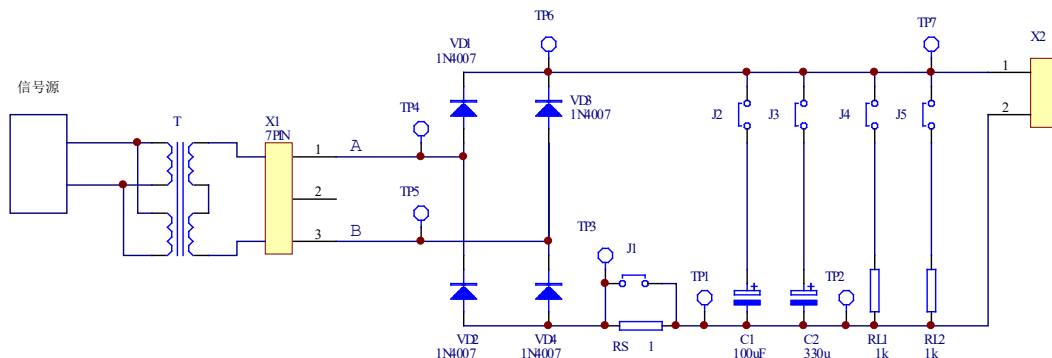 信号源
T
X1
7PIN
1
2
3
A
B
TP4
TP5
VD1
1N4007
TP6
VD3
1N4007
VD2
1N4007
VD4
1N4007
TP3
J1
RS 1
TP1
J2
J3
J4
J5
C1
100uF
C2
330u
TP2
RL1
1k
RL2
1k
TP7
X2
1
2